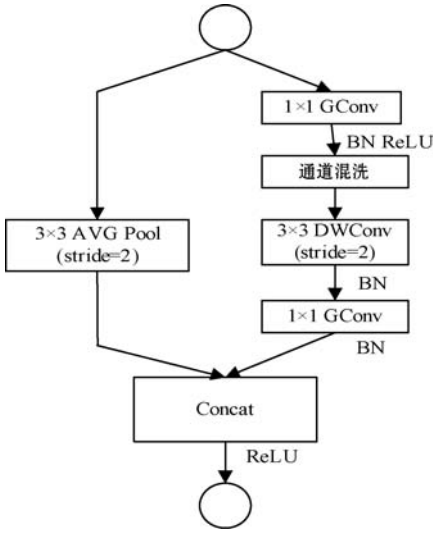 1×1 GConv
BN ReLU
通道混洗
3×3 AVG Pool
(stride=2)
3×3 DWConv
(stride=2)
BN
1×1 GConv
BN
Concat
ReLU